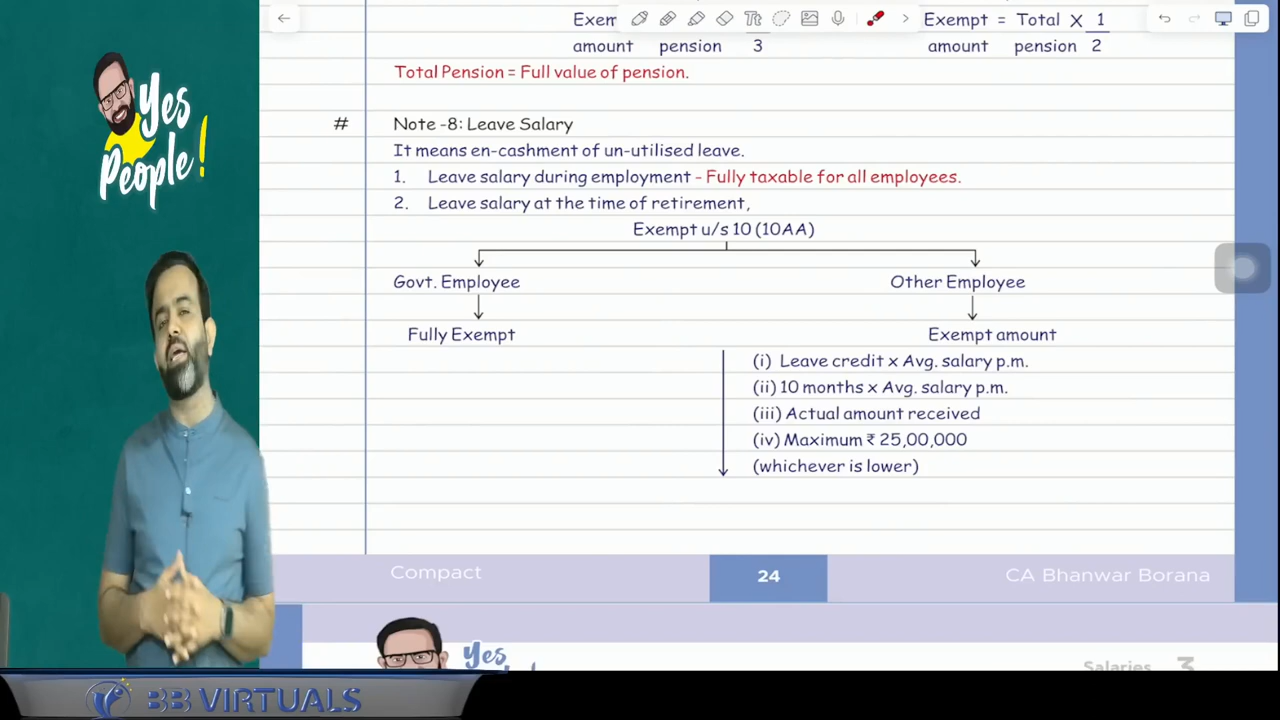 Exem
Exempt = Total X 1
amount pension 3
amount pension 2
Total Pension = Full value of pension.
Yes
People!
# Note -8: Leave Salary
It means en-cashment of un-utilised leave.
1. Leave salary during employment - Fully taxable for all employees.
2. Leave salary at the time of retirement,
Exempt u/s 10 (10AA)
Govt. Employee
Other Employee
Fully Exempt
Exempt amount
(i) Leave credit x Avg. salary p.m.
(ii) 10 months x Avg. salary p.m.
(iii) Actual amount received
(iv) Maximum ₹ 25,00,000
(whichever is lower)
Compact
24
CA Bhanwar Borana
Yes
Salaries 3
BB VIRTUALS